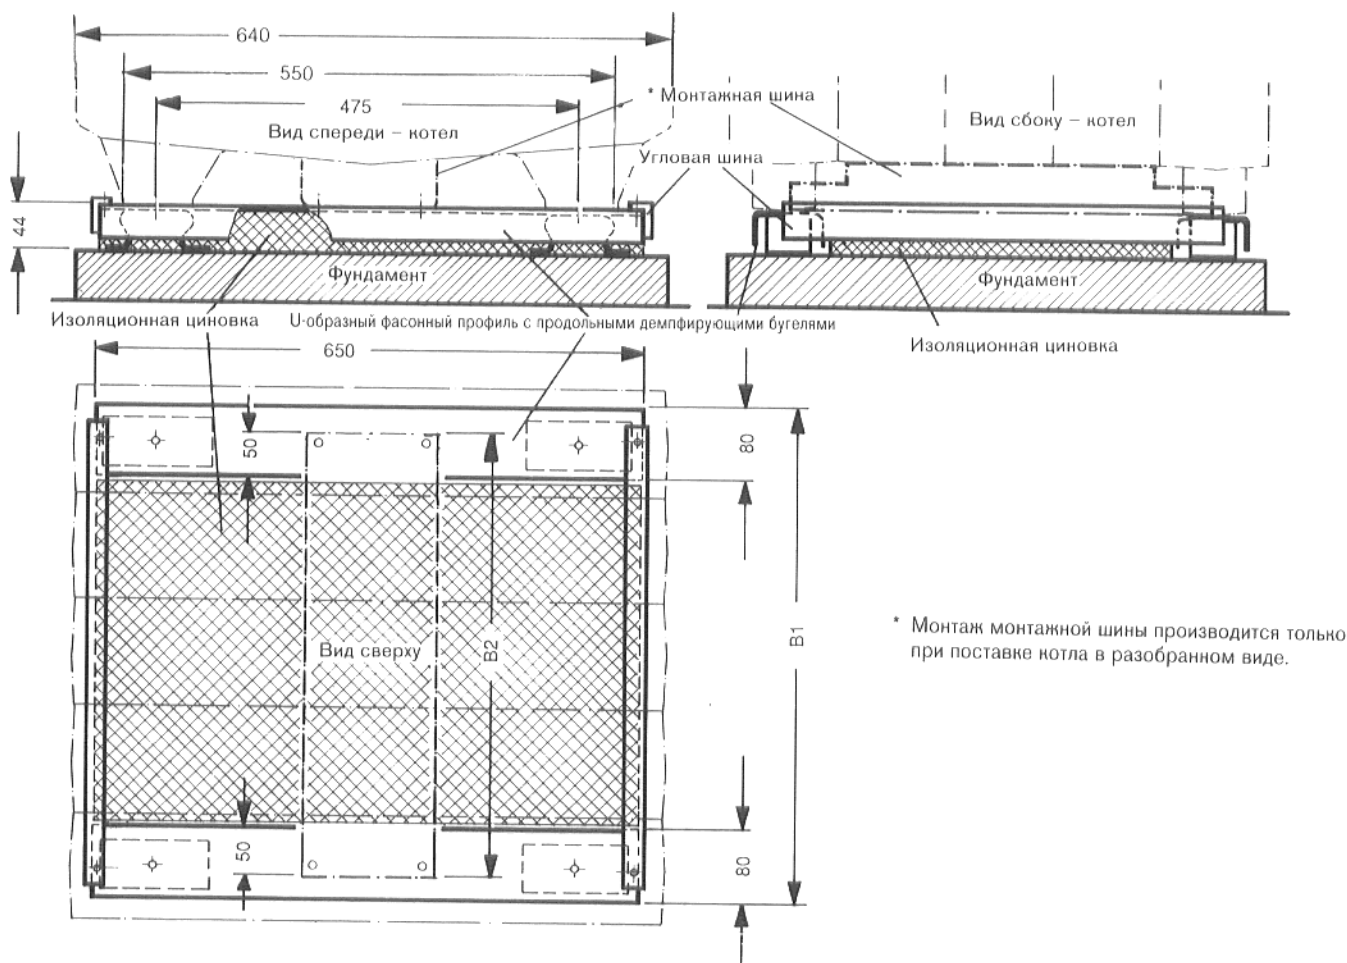 640
550
475
* Монтажная шина
Вид спереди – котел
Вид сбоку – котел
Угловая шина
44
Фундамент
Фундамент
Изоляционная циновка
U-образный фасонный профиль с продольными демпфирующими бугелями
Изоляционная циновка
650
50
80
Вид сверху
B2
B1
* Монтаж монтажной шины производится только
при поставке котла в разобранном виде.
50
80